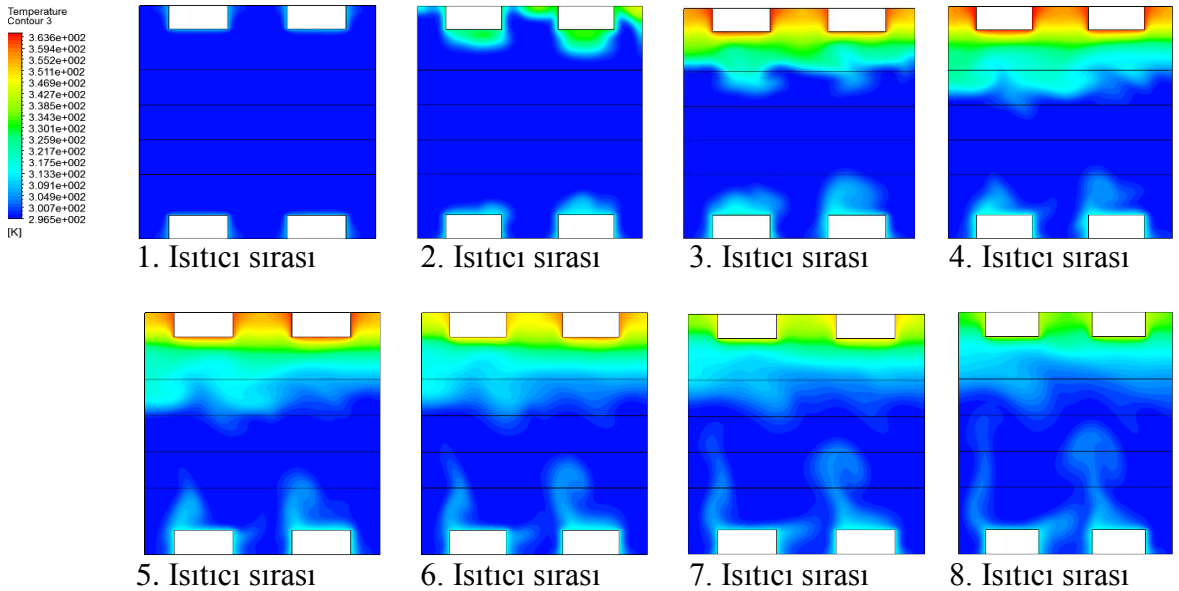 Temperature
Contour 3
3.636e+002
3.594e+002
3.552e+002
3.511e+002
3.469e+002
3.427e+002
3.385e+002
3.343e+002
3.301e+002
3.259e+002
3.217e+002
3.175e+002
3.133e+002
3.091e+002
3.049e+002
3.007e+002
2.965e+002
[K]
1. Isıtıcı sırası
2. Isıtıcı sırası
3. Isıtıcı sırası
4. Isıtıcı sırası
5. Isıtıcı sırası
6. Isıtıcı sırası
7. Isıtıcı sırası
8. Isıtıcı sırası